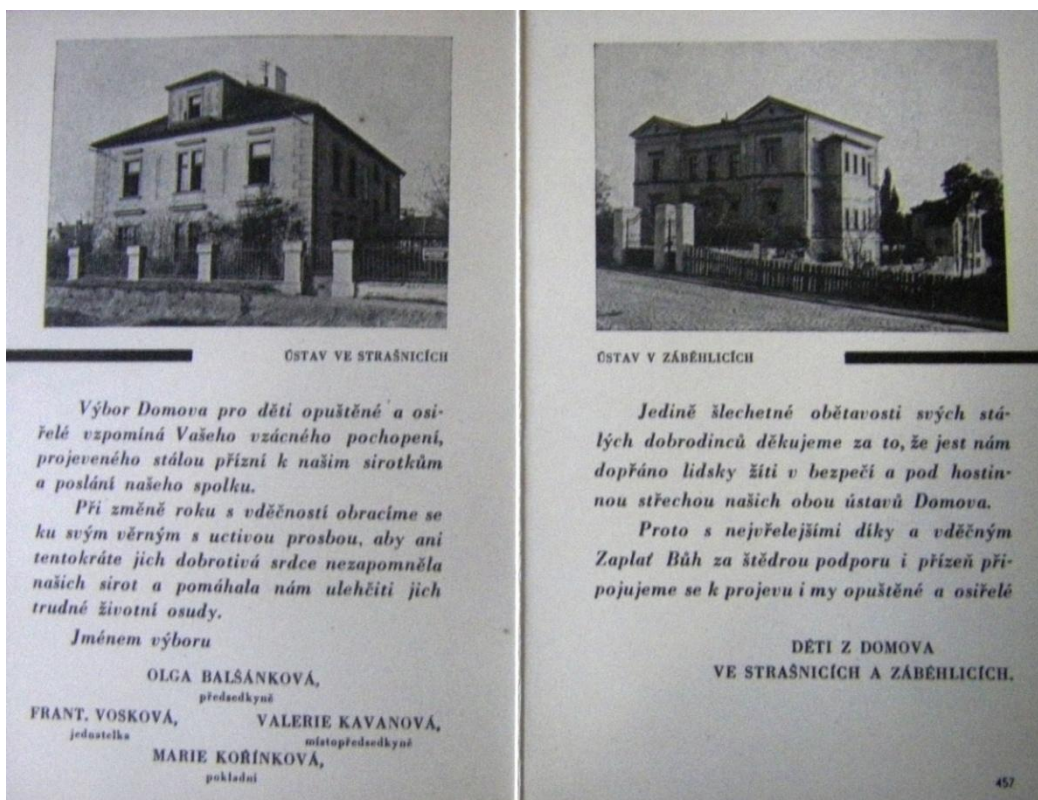 ÚSTAV VE STRAŠNICÍCH
Výbor Domova pro děti opuštěné a osi-
řelé vzpomíná Vašeho vzácného pochopení,
projeveného stálou přízní k našim sirotkům
a poslání našeho spolku.
Při změně roku s vděčností obracíme se
ku svým věrným s uctivou prosbou, aby ani
tentokráte jich dobrotivá srdce nezapomněla
našich sirot a pomáhala nám ulehčiti jich
trudné životní osudy.
Jménem výboru
OLGA BALŠÁNKOVÁ,
předsedkyně
FRANT. VOSKOVÁ,
jednatelka
VALERIE KAVANOVÁ,
místopředsedkyně
MARIE KOŘÍNKOVÁ,
pokladní
ÚSTAV V ZÁBĚHLICÍCH
Jedině šlechetné obětavosti svých stá-
lých dobrodinců děkujeme za to, že jest nám
dopřáno lidsky žíti v bezpečí a pod hostin-
nou střechou našich obou ústavů Domova.
Proto s nejvřelejšími díky a vděčným
Zaplať Bůh za štědrou podporu i přízeň při-
pojujeme se k projevu i my opuštěné a osiřelé
DĚTI Z DOMOVA
VE STRAŠNICÍCH A ZÁBĚHLICÍCH.
457